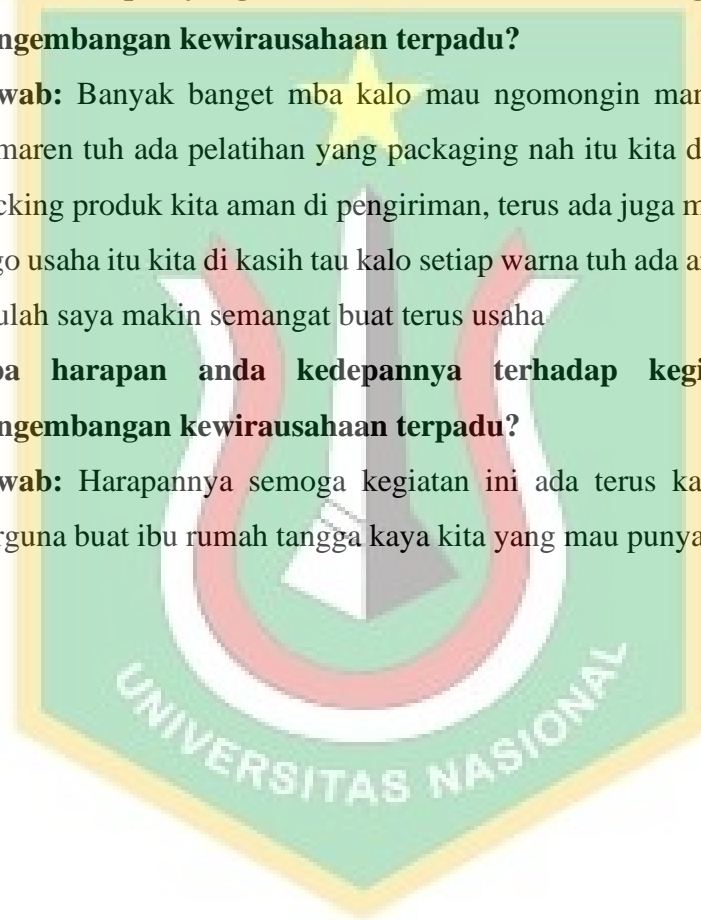 ngembangan kewirausahaan terpadu?
wab: Banyak banget mba kalo mau ngomongin mar
maren tuh ada pelatihan yang packaging nah itu kita d
cking produk kita aman di pengiriman, terus ada juga m
go usaha itu kita di kasih tau kalo setiap warna tuh ada a
ulah saya makin semangat buat terus usaha
a harapan anda kedepannya terhadap kegi
ngembangan kewirausahaan terpadu?
wab: Harapannya semoga kegiatan ini ada terus ka
rguna buat ibu rumah tangga kaya kita yang mau punya
UNIVERSITAS NASIONAL